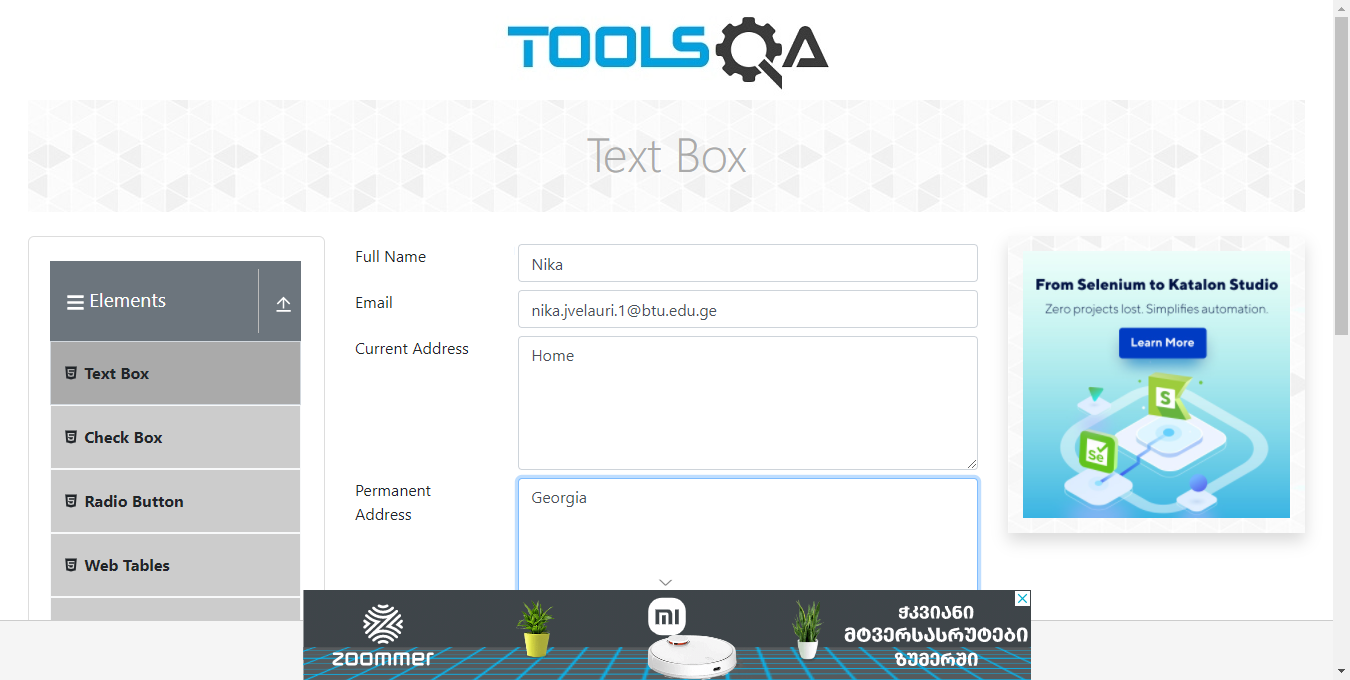 TOOLSQA
Text Box
Elements
Text Box
Check Box
Radio Button
Web Tables
Full Name
Nika
Email
nika.jvelauri.1@btu.edu.ge
Current Address
Home
Permanent
Address
Georgia
From Selenium to Katalon Studio
Zero projects lost. Simplifies automation.
Learn More
S
Se
zoommer
mi
ჭკვიანი
მტვერსასრუტები
ზუმერში